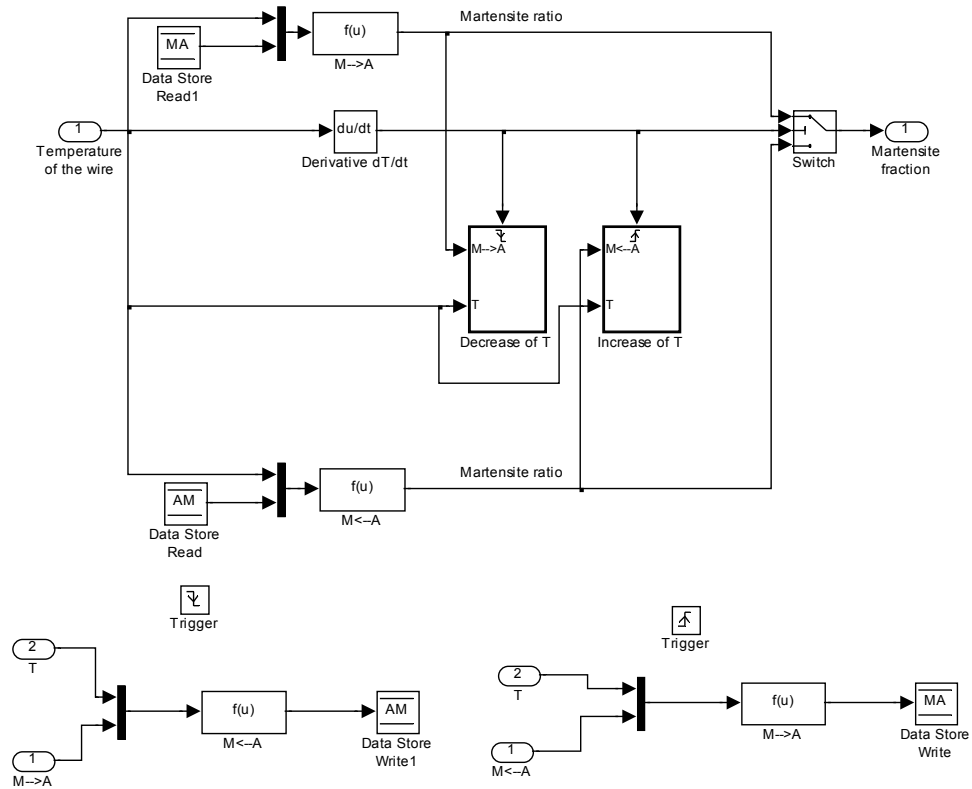 Martensite ratio
f(u)
M-->A
MA
Data Store
Read1
1
Temperature
of the wire
du/dt
Derivative dT/dt
Switch
1
Martensite
fraction
M-->A
T
Decrease of T
M<--A
T
Increase of T
Martensite ratio
f(u)
M<--A
AM
Data Store
Read
Trigger
2
T
1
M-->A
f(u)
M<--A
AM
Data Store
Write1
Trigger
2
T
1
M<--A
f(u)
M-->A
MA
Data Store
Write